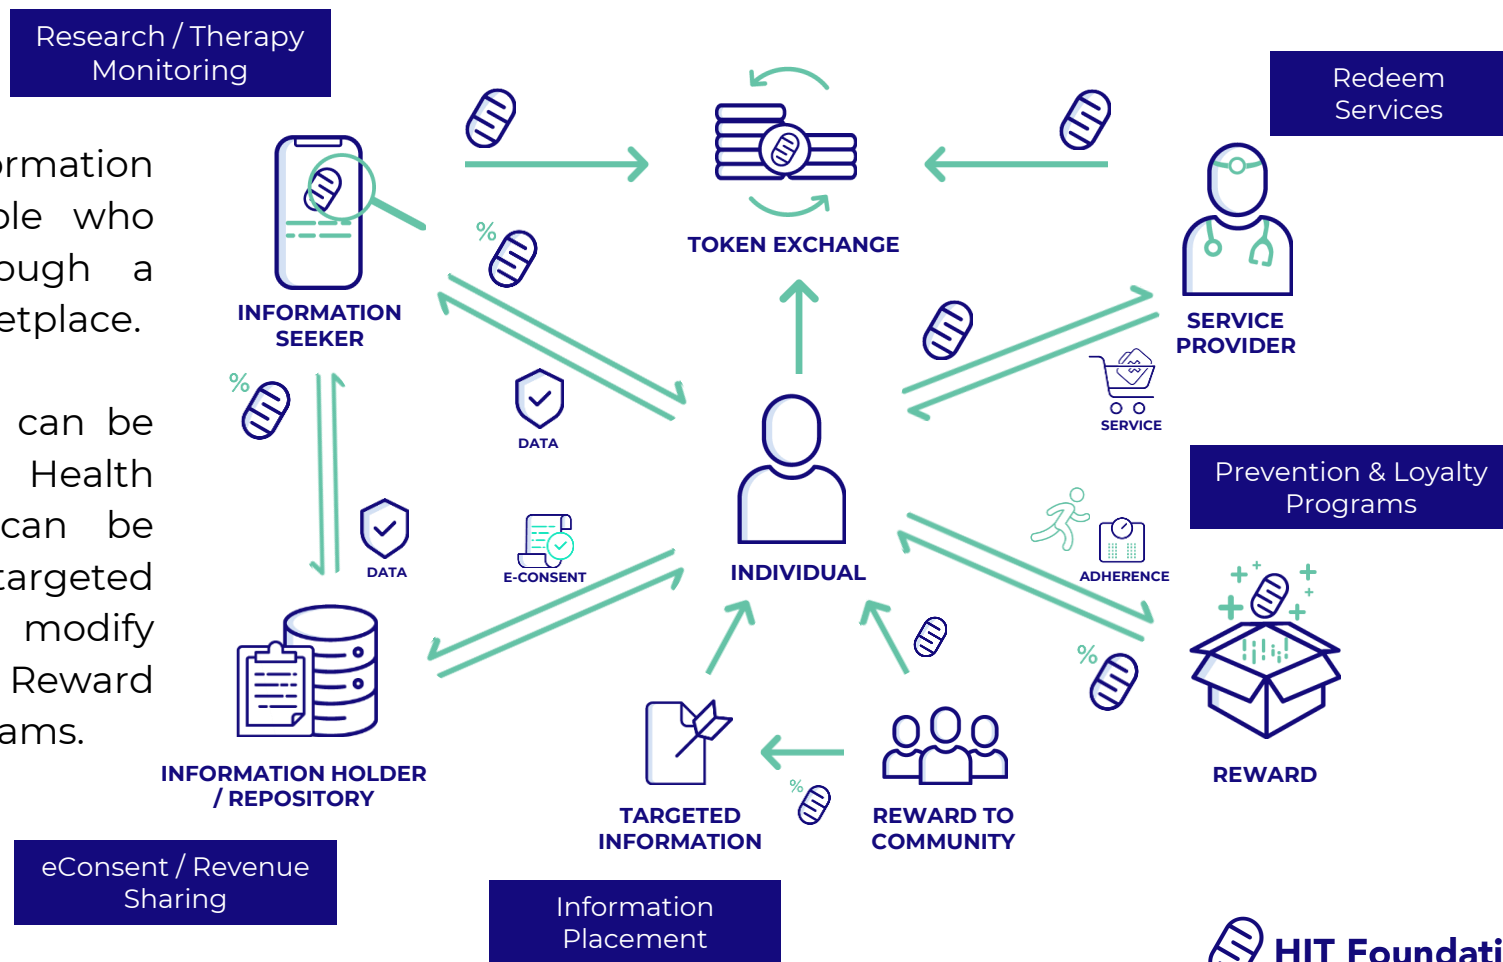 Research / Therapy
Monitoring
Redeem
Services
ople who
ough a
etplace.
%
TOKEN EXCHANGE
INFORMATION
SEEKER
SERVICE
PROVIDER
%
can be
Health
can be
targeted
modify
Reward
ams.
DATA
SERVICE
Prevention & Loyalty
Programs
DATA
E-CONSENT
INDIVIDUAL
ADHERENCE
%
INFORMATION HOLDER
/ REPOSITORY
%
REWARD
TARGETED
INFORMATION
REWARD TO
COMMUNITY
eConsent / Revenue
Sharing
Information
Placement
HIT Foundati